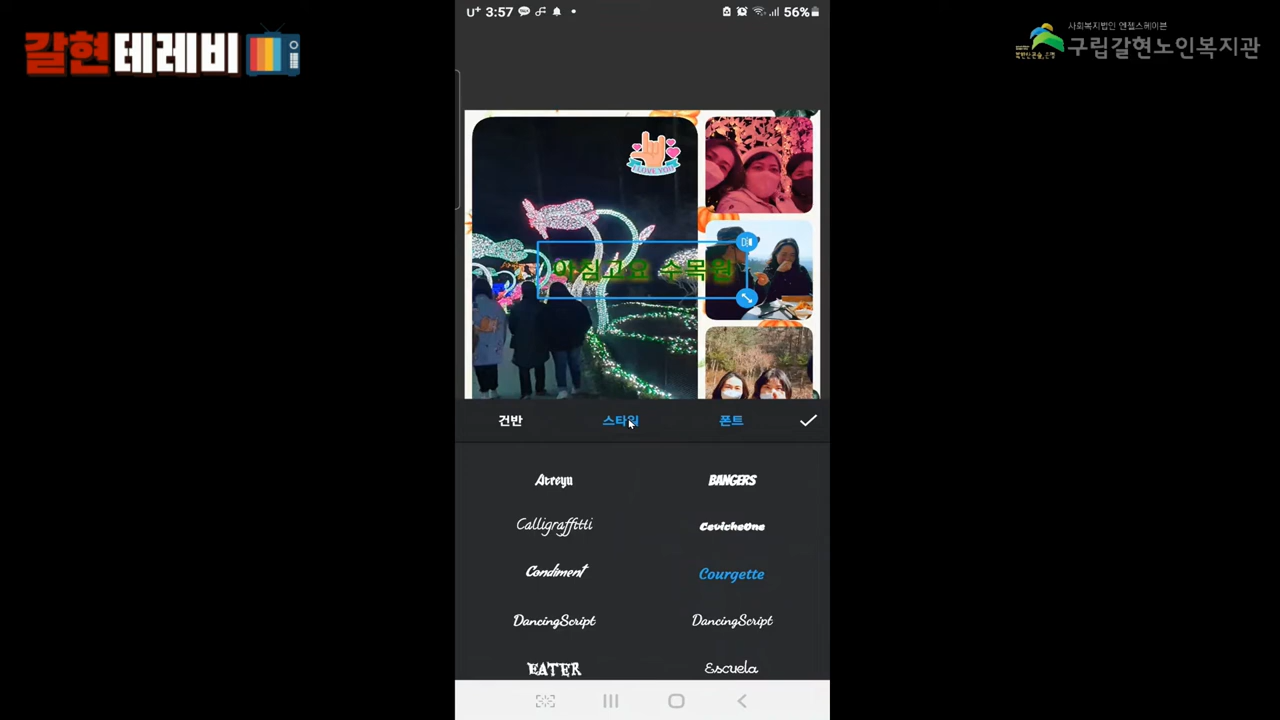 갈현테레비
사회복지법인 엔젤스헤이븐
구립갈현노인복지관
U+ 3:57
56%
I LOVE YOU
아침고요 수목원
건반 스타일 폰트
Atreyu BANGERS
Calligraffitti CevicheOne
Condiment Courgette
DancingScript DancingScript
EATER Escuela